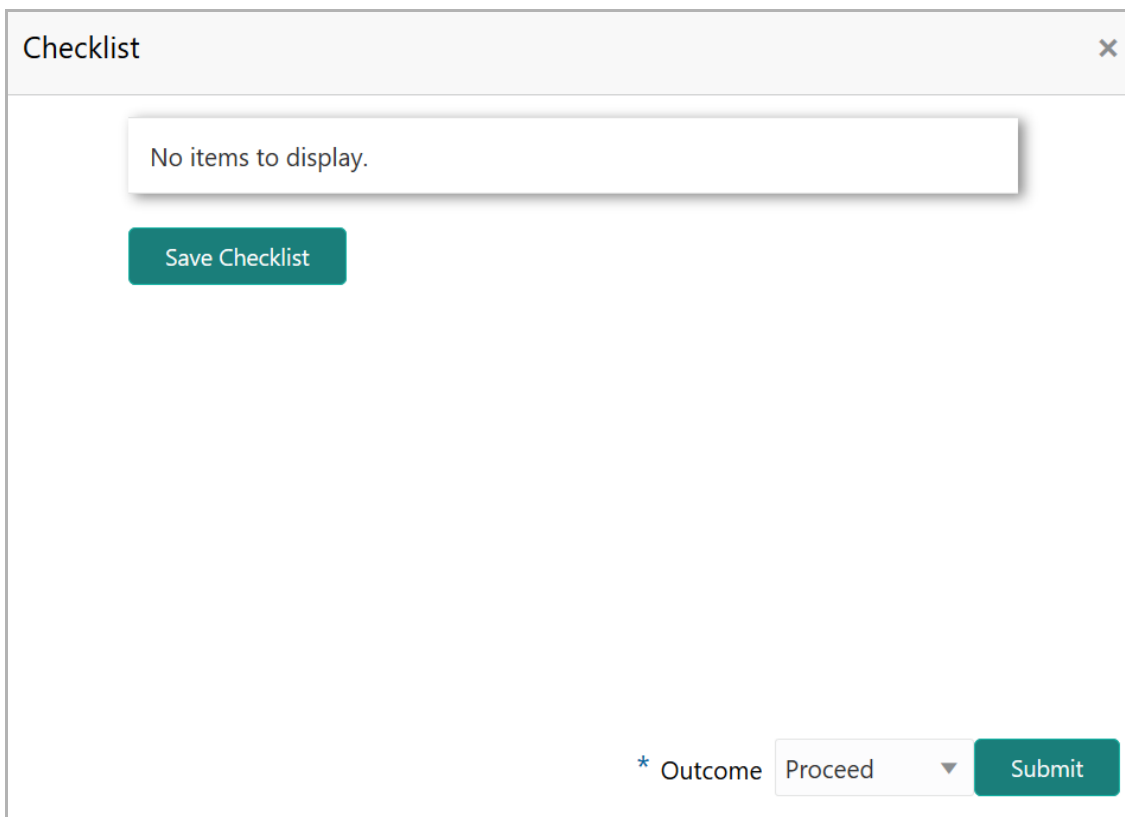 Checklist
No items to display.
Save Checklist
* Outcome Proceed Submit